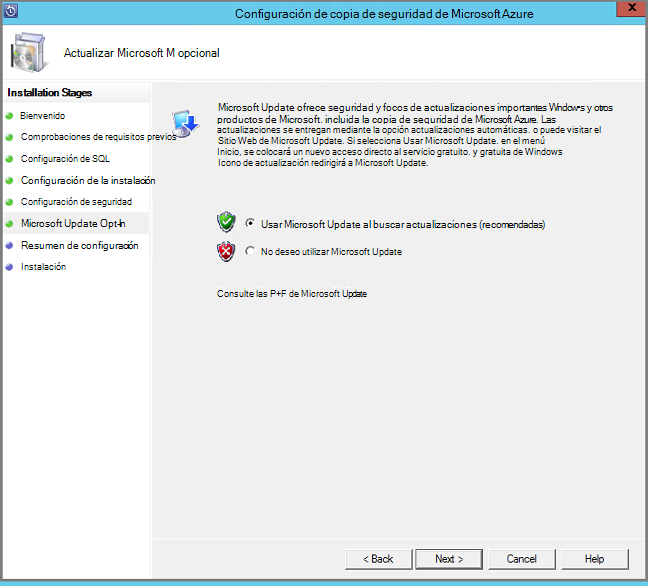 Configuración de copia de seguridad de Microsoft Azure
X
Actualizar Microsoft M opcional
Installation Stages
Bienvenido
Comprobaciones de requisitos previos
Configuración de SQL
Configuración de la instalación
Configuración de seguridad
Microsoft Update Opt-In
Resumen de configuración
Instalación
Microsoft Update ofrece seguridad y focos de actualizaciones importantes Windows y otros
productos de Microsoft. incluida la copia de seguridad de Microsoft Azure. Las
actualizaciones se entregan mediante la opción actualizaciones automáticas. o puede visitar el
Sitio Web de Microsoft Update. Si selecciona Usar Microsoft Update. en el menú
Inicio, se colocará un nuevo acceso directo al servicio gratuito. y gratuita de Windows
Icono de actualización redirigirá a Microsoft Update.
Usar Microsoft Update al buscar actualizaciones (recomendadas)
No deseo utilizar Microsoft Update
Consulte las P+F de Microsoft Update
< Back
Next >
Cancel
Help